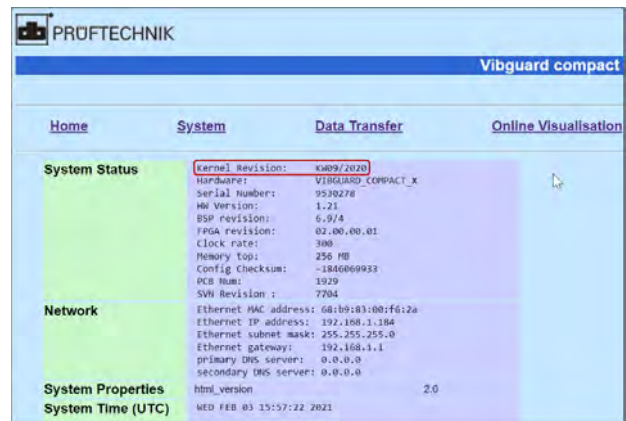 PRÜFTECHNIK
Vibguard compact
Home System Data Transfer Online Visualisation
System Status Kernel Revision: KW09/2020
Hardware: VIBGUARD_COMPACT_X
Serial Number: 9530278
HW Version: 1.21
BSP revision: 6.9/4
FPGA revision: 02.00.00.01
Clock rate: 300
Memory top: 256 MB
Config Checksum: -1846069933
PCB Num: 1929
SVN Revision : 7704
Network Ethernet MAC address: 68:b9:83:00:f6:2a
Ethernet IP address: 192.168.1.184
Ethernet subnet mask: 255.255.255.0
Ethernet gateway: 192.168.1.1
primary DNS server: 0.0.0.0
secondary DNS server: 0.0.0.0
System Properties html_version 2.0
System Time (UTC) WED FEB 03 15:57:22 2021